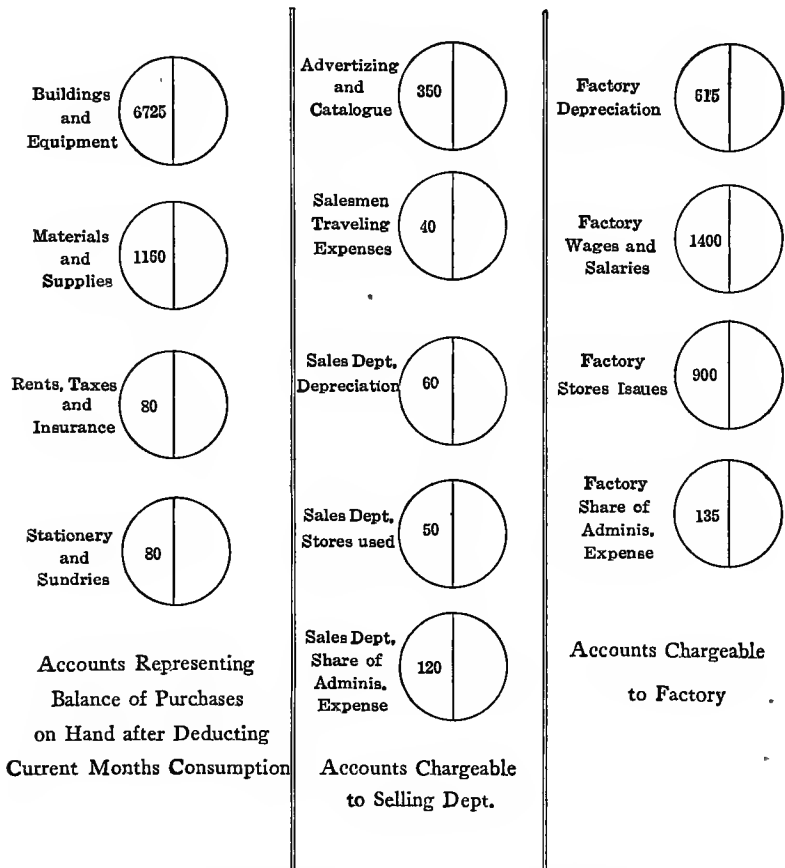 Buildings
and
Equipment
6725
Materials
and
Supplies
1150
Rents, Taxes
and
Insurance
80
Stationery
and
Sundries
80
Accounts Representing
Balance of Purchases
on Hand after Deducting
Current Months Consumption
Advertizing
and
Catalogue
350
Salesmen
Traveling
Expenses
40
Sales Dept,
Depreciation
60
Sales Dept,
Stores used
50
Sales Dept,
Share of
Adminis.
Expense
120
Accounts Chargeable
to Selling Dept.
Factory
Depreciation
615
Factory
Wages and
Salaries
1400
Factory
Stores Issues
900
Factory
Share of
Adminis.
Expense
135
Accounts Chargeable
to Factory